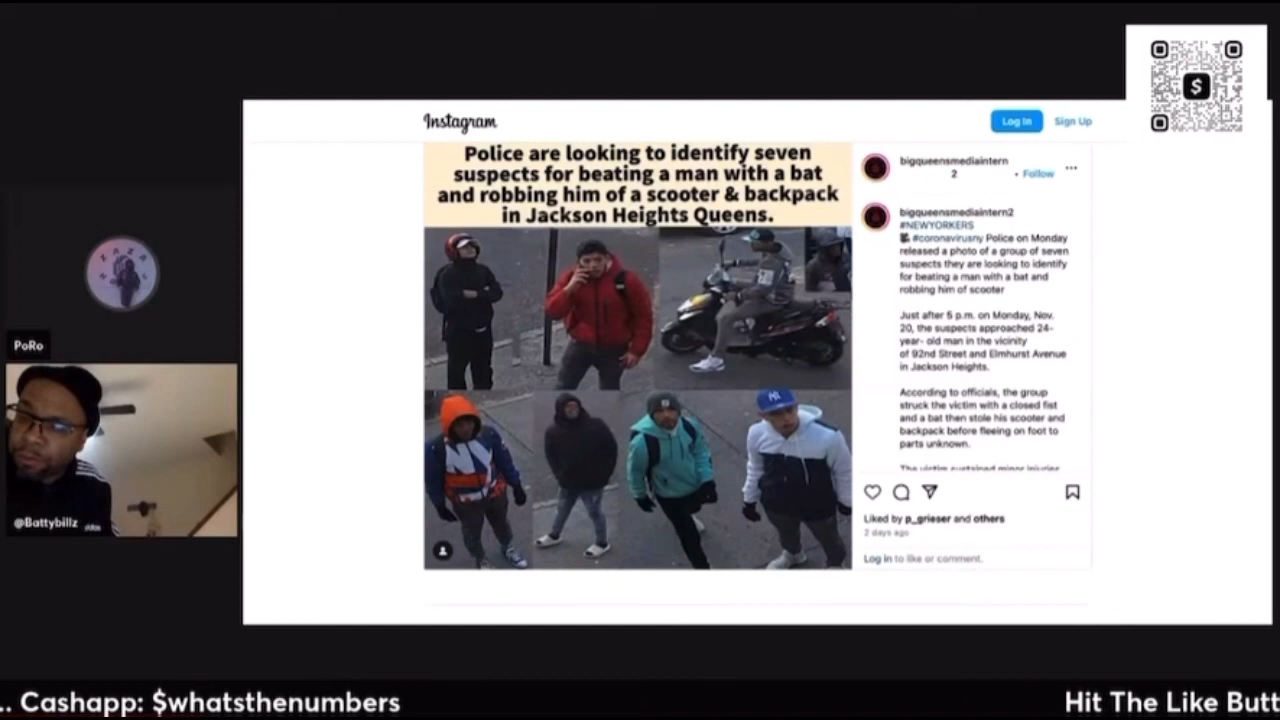 Instagram
Log In
Sign Up
Police are looking to identify seven
suspects for beating a man with a bat
and robbing him of a scooter & backpack
in Jackson Heights Queens.
bigqueensmediaintern
2
• Follow
bigqueensmediaintern2
#NEWYORKERS
#coronavirusny Police on Monday
released a photo of a group of seven
suspects they are looking to identify
for beating a man with a bat and
robbing him of scooter
Just after 5 p.m. on Monday, Nov.
20, the suspects approached 24-
year- old man in the vicinity
of 92nd Street and Elmhurst Avenue
in Jackson Heights.
According to officials, the group
struck the victim with a closed fist
and a bat then stole his scooter and
backpack before fleeing on foot to
parts unknown.
The victim sustained minor injuries
Liked by p_grieser and others
2 days ago
Log in to like or comment.
PoRo
@Battybillz
.. Cashapp: $whatsthenumbers
Hit The Like Butt